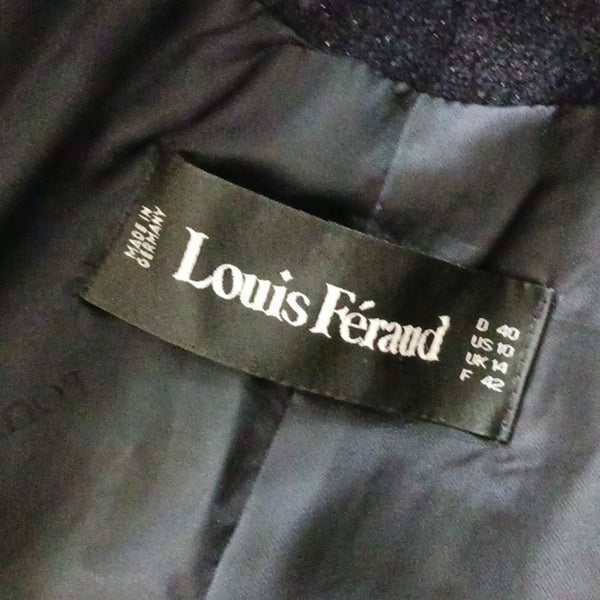 MADE IN
GERMANY
Louis Féraud
D 40
US 10
UK 14
F 42